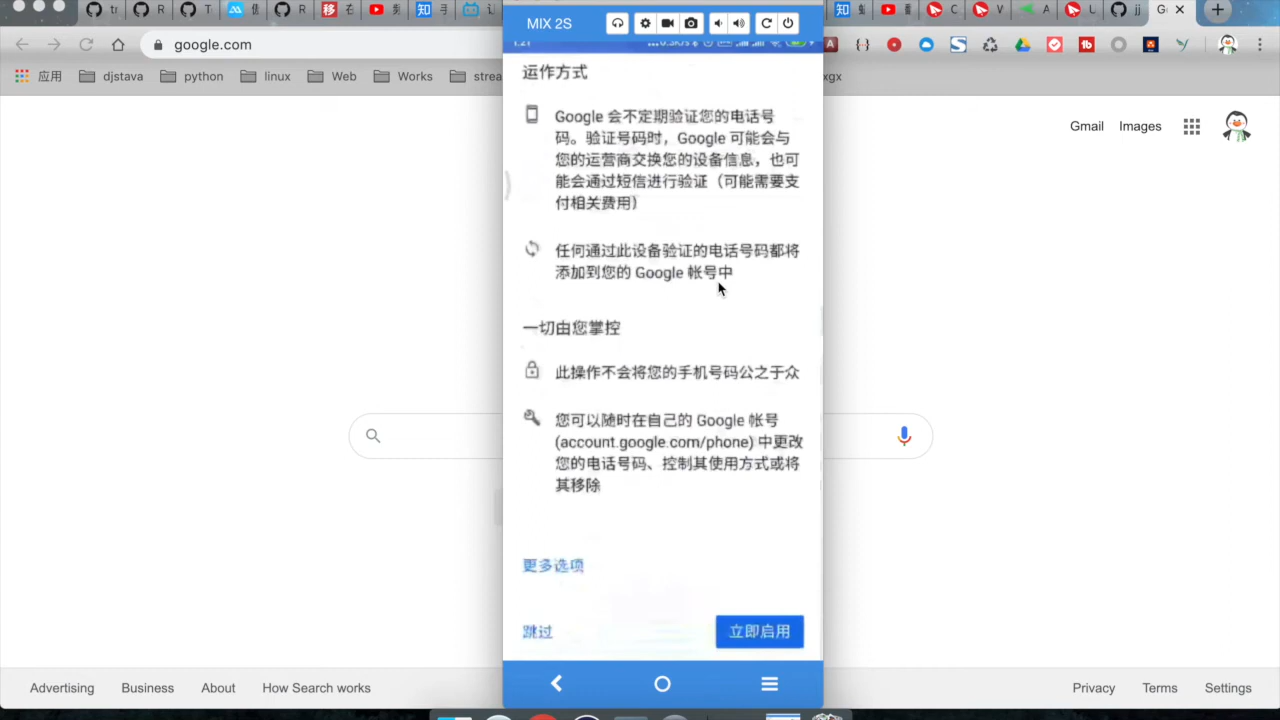 MIX 2S
google.com
应用
djstava
python
linux
Web
Works
strea
xgx
Gmail
Images
运作方式
Google 会不定期验证您的电话号
码。验证号码时，Google 可能会与
您的运营商交换您的设备信息，也可
能会通过短信进行验证（可能需要支
付相关费用）
任何通过此设备验证的电话号码都将
添加到您的 Google 帐号中
一切由您掌控
此操作不会将您的手机号码公之于众
您可以随时在自己的 Google 帐号
(account.google.com/phone) 中更改
您的电话号码、控制其使用方式或将
其移除
更多选项
跳过
立即启用
Advertising
Business
About
How Search works
Privacy
Terms
Settings